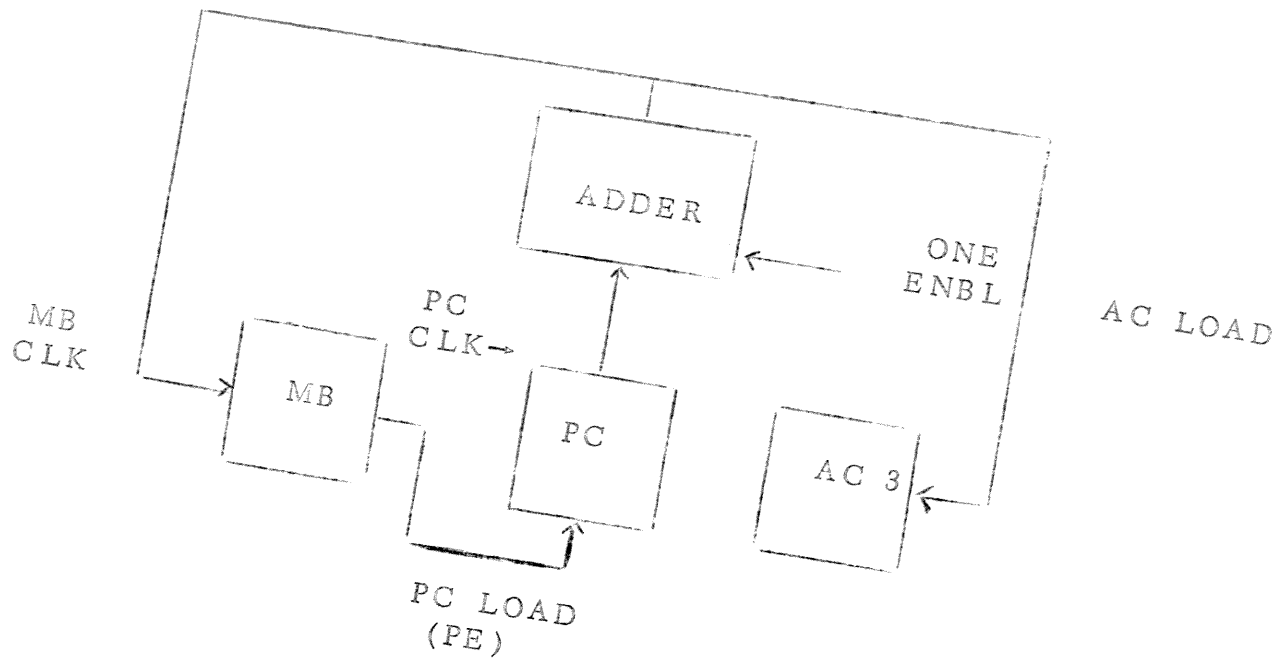 ADDER
ONE
ENBL
AC LOAD
MB
CLK
PC
CLK→
MB
PC
AC 3
PC LOAD
(PE)